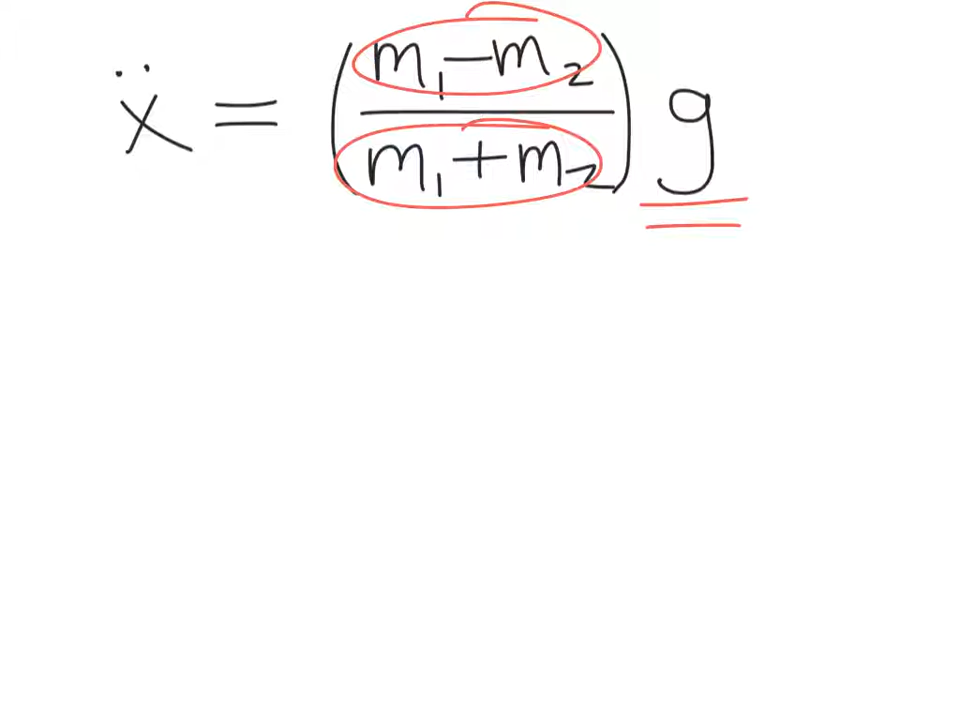 ẍ = (m₁ − m₂ / m₁ + m₂) g